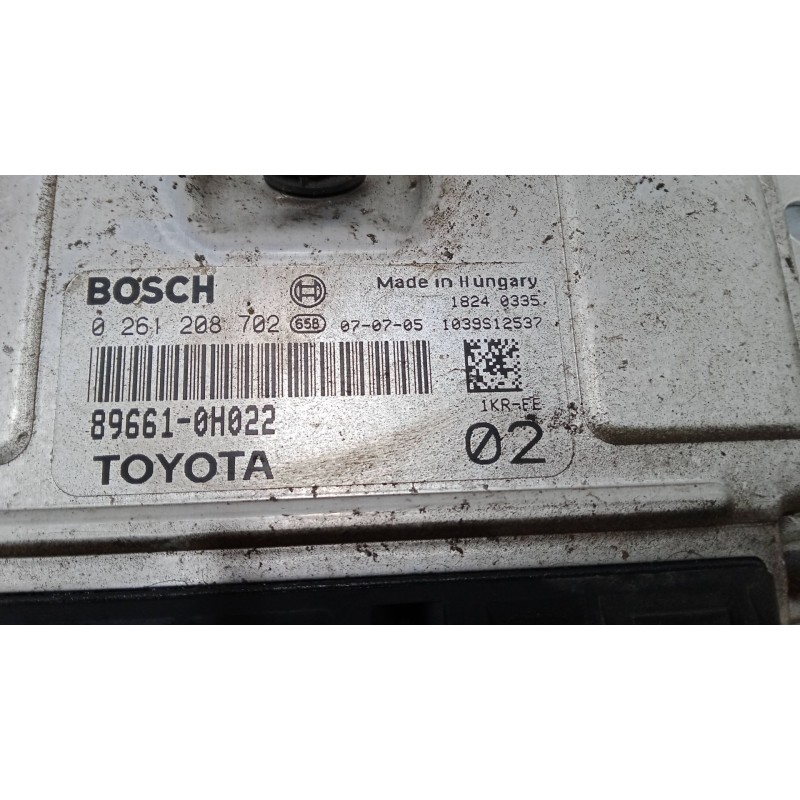 BOSCH Made in Hungary
1824 0335.
0 261 208 702 658 07-07-05 1039S12537
89661-0H022 1KR-FE
TOYOTA 02